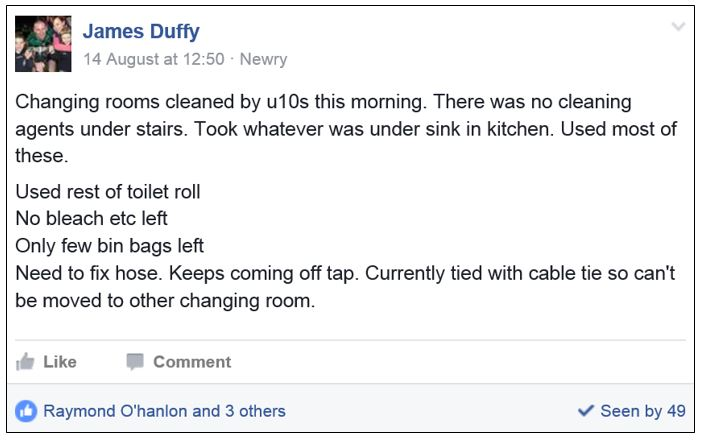 James Duffy
14 August at 12:50 · Newry
Changing rooms cleaned by u10s this morning. There was no cleaning
agents under stairs. Took whatever was under sink in kitchen. Used most of
these.
Used rest of toilet roll
No bleach etc left
Only few bin bags left
Need to fix hose. Keeps coming off tap. Currently tied with cable tie so can't
be moved to other changing room.
Like Comment
Raymond O'hanlon and 3 others Seen by 49